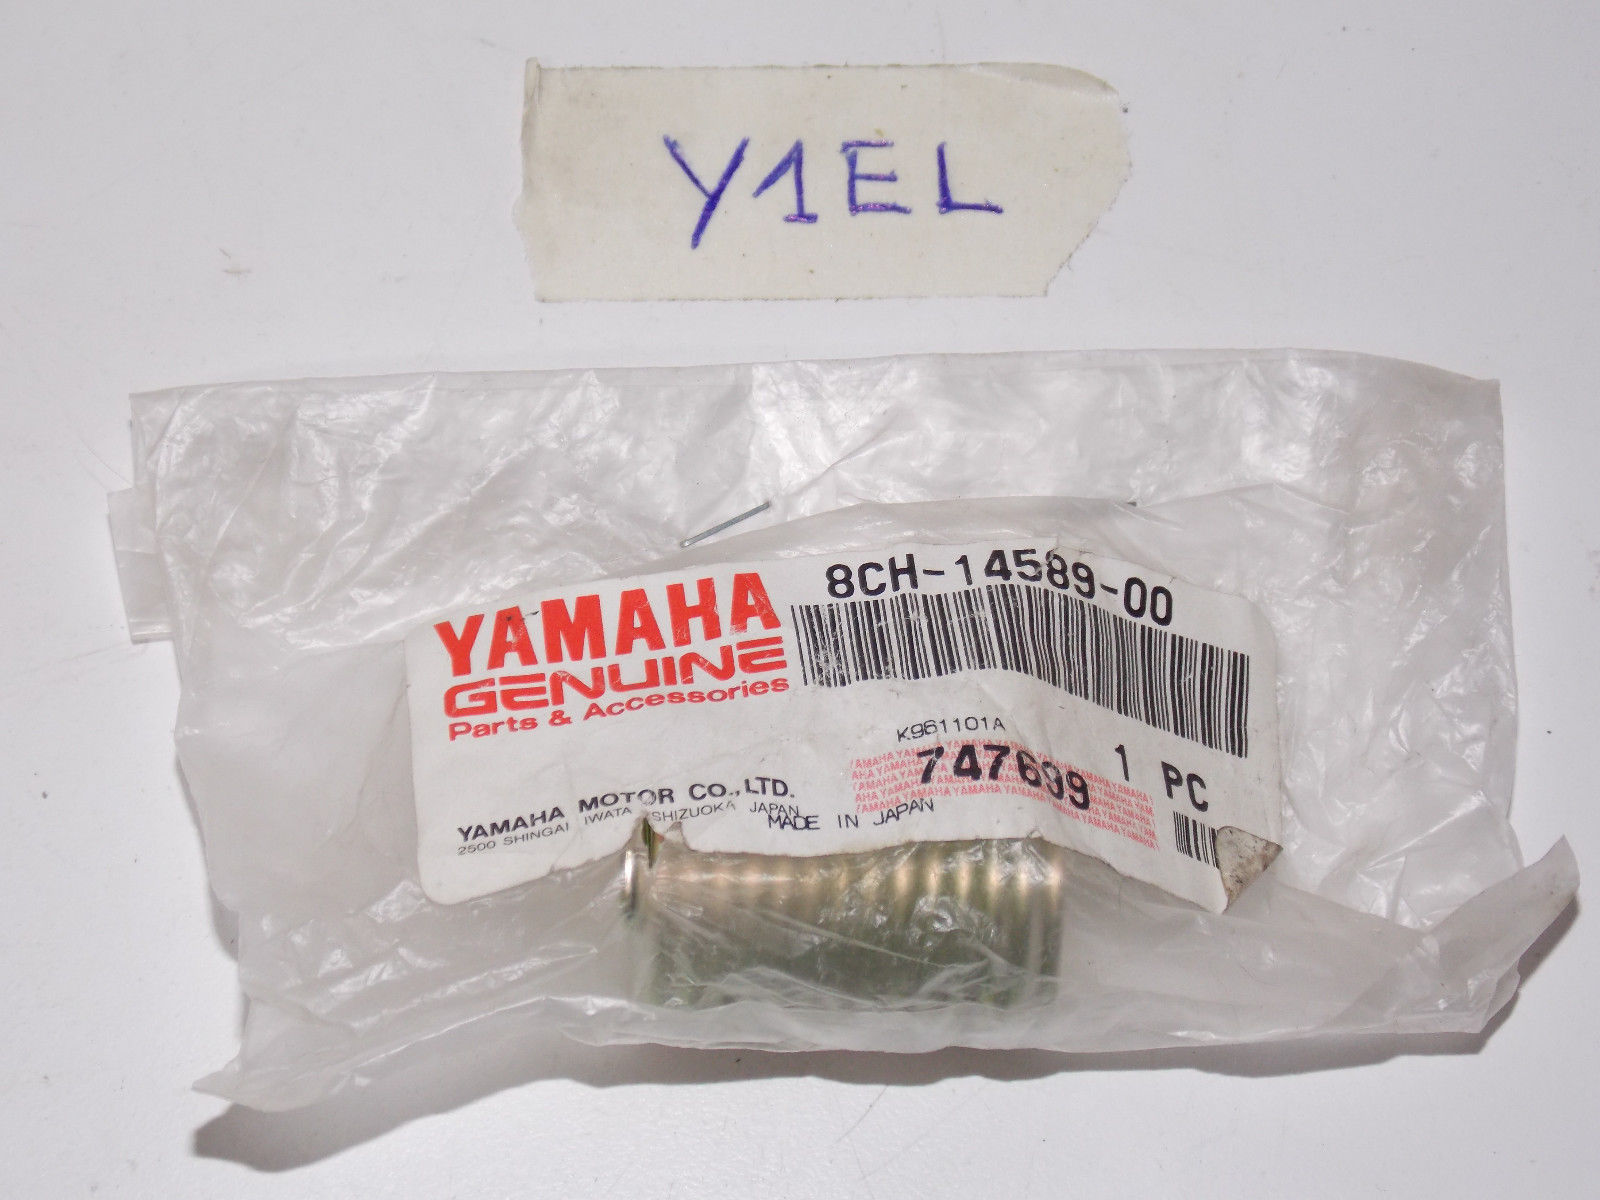 Y1EL
8CH-14589-00
YAMAHA
GENUINE
Parts & Accessories
K961101A
747699 1 PC
YAMAHA MOTOR CO.,LTD.
2500 SHINGAI IWATA SHIZUOKA JAPAN
MADE IN JAPAN